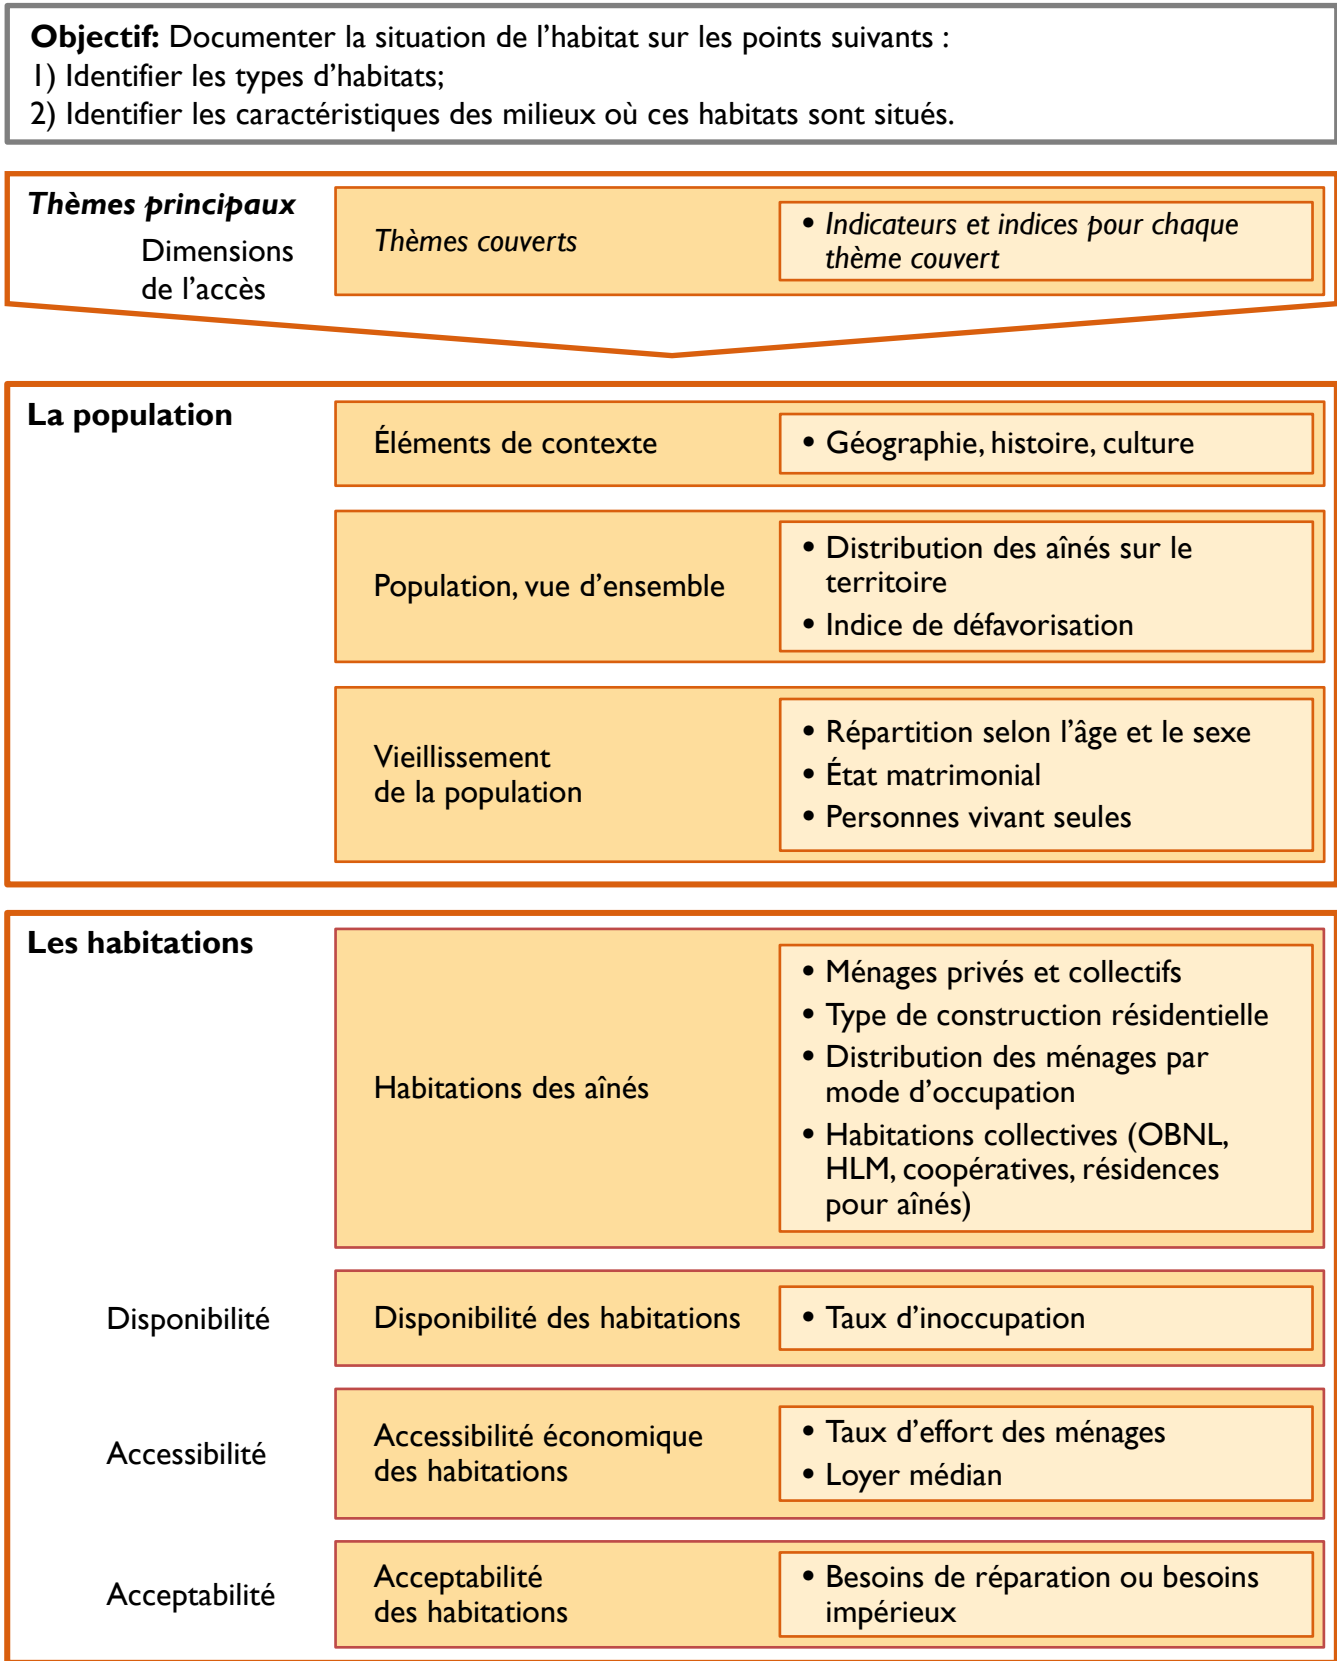 Objectif: Documenter la situation de l’habitat sur les points suivants :
1) Identifier les types d’habitats;
2) Identifier les caractéristiques des milieux où ces habitats sont situés.
Thèmes principaux
Dimensions
de l’accès
Thèmes couverts
• Indicateurs et indices pour chaque
thème couvert
La population
Éléments de contexte
• Géographie, histoire, culture
Population, vue d’ensemble
• Distribution des aînés sur le
territoire
• Indice de défavorisation
Vieillissement
de la population
• Répartition selon l’âge et le sexe
• État matrimonial
• Personnes vivant seules
Les habitations
Habitations des aînés
• Ménages privés et collectifs
• Type de construction résidentielle
• Distribution des ménages par
mode d’occupation
• Habitations collectives (OBNL,
HLM, coopératives, résidences
pour aînés)
Disponibilité
Disponibilité des habitations
• Taux d’inoccupation
Accessibilité
Accessibilité économique
des habitations
• Taux d’effort des ménages
• Loyer médian
Acceptabilité
Acceptabilité
des habitations
• Besoins de réparation ou besoins
impérieux